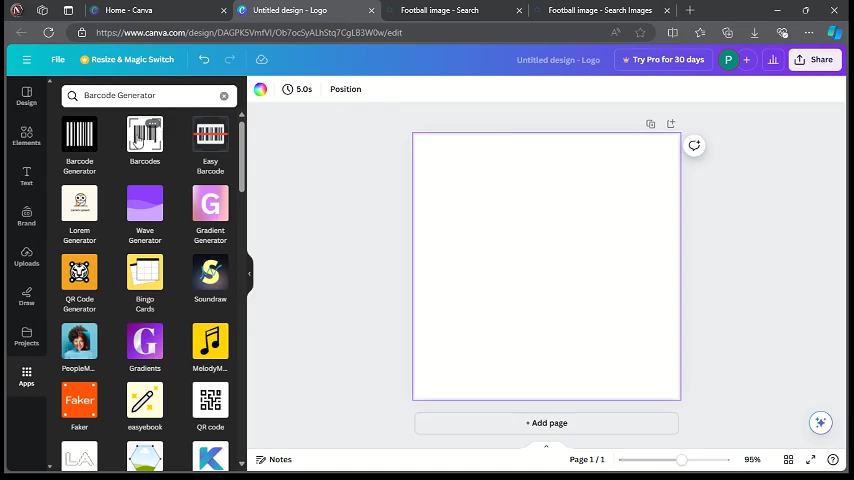 Home - Canva
Untitled design - Logo
Football image - Search
Football image - Search Images
https://www.canva.com/design/DAGPK5VmfVI/Ob7ocSyALhStq7CgLB3W0w/edit
File
Resize & Magic Switch
Untitled design - Logo
Try Pro for 30 days
P
Share
Design
Elements
Text
Brand
Uploads
Draw
Projects
Apps
Barcode Generator
5.0s
Position
Barcode
Generator
Barcodes
Easy
Barcode
Lorem
Generator
Wave
Generator
G
Gradient
Generator
QR Code
Generator
Bingo
Cards
Soundraw
PeopleM...
G
Gradients
MelodyM...
Faker
Faker
easyebook
QR code
LA
K
+ Add page
Notes
Page 1 / 1
95%